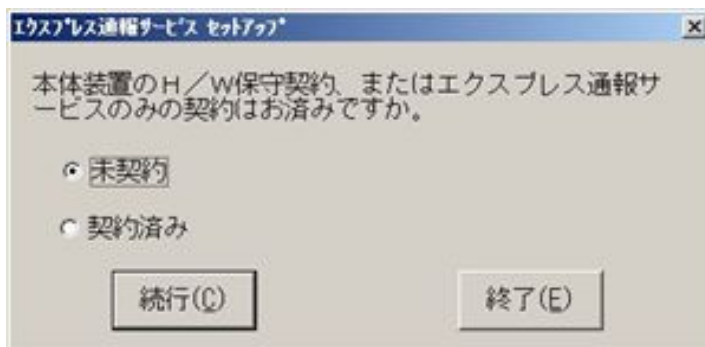 ｴｸｽﾌﾟﾚｽ通報ｻｰﾋﾞｽ ｾｯﾄｱｯﾌﾟ
本体装置のＨ／Ｗ保守契約、またはエクスプレス通報サ
ービスのみの契約はお済みですか。
未契約
契約済み
続行(C)
終了(E)